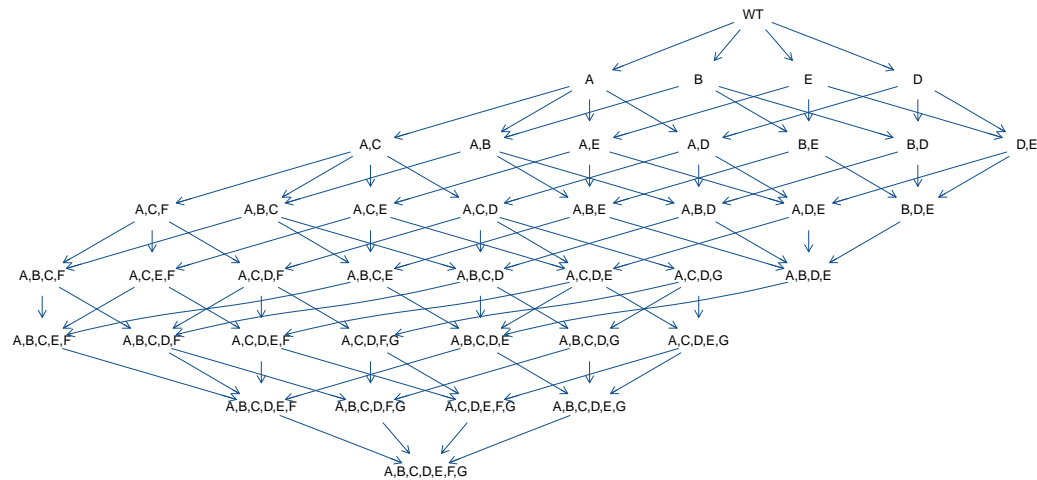 WT
A B E D
A,C A,B A,E A,D B,E B,D D,E
A,C,F A,B,C A,C,E A,C,D A,B,E A,B,D A,D,E B,D,E
A,B,C,F A,C,E,F A,C,D,F A,B,C,E A,B,C,D A,C,D,E A,C,D,G A,B,D,E
A,B,C,E,F A,B,C,D,F A,C,D,E,F A,C,D,F,G A,B,C,D,E A,B,C,D,G A,C,D,E,G
A,B,C,D,E,F A,B,C,D,F,G A,C,D,E,F,G A,B,C,D,E,G
A,B,C,D,E,F,G